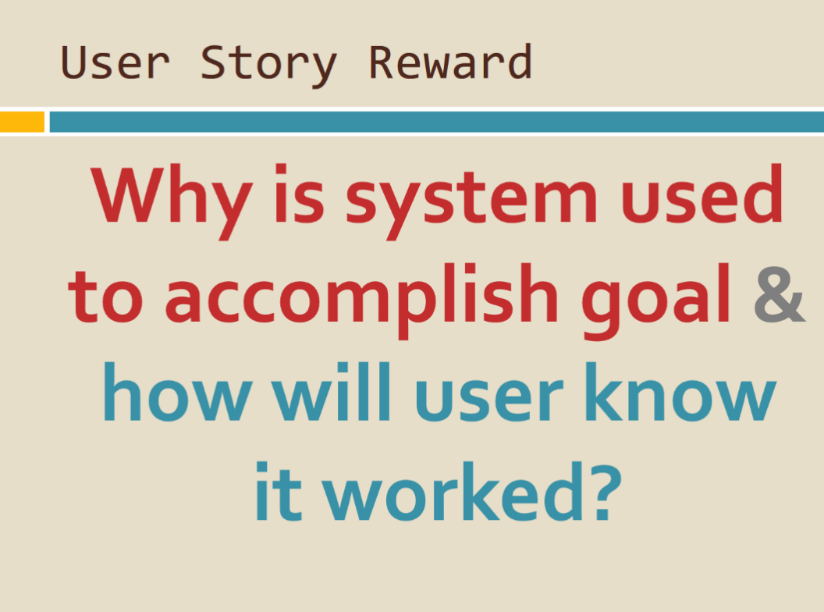 User Story Reward
Why is system used
to accomplish goal &
how will user know
it worked?